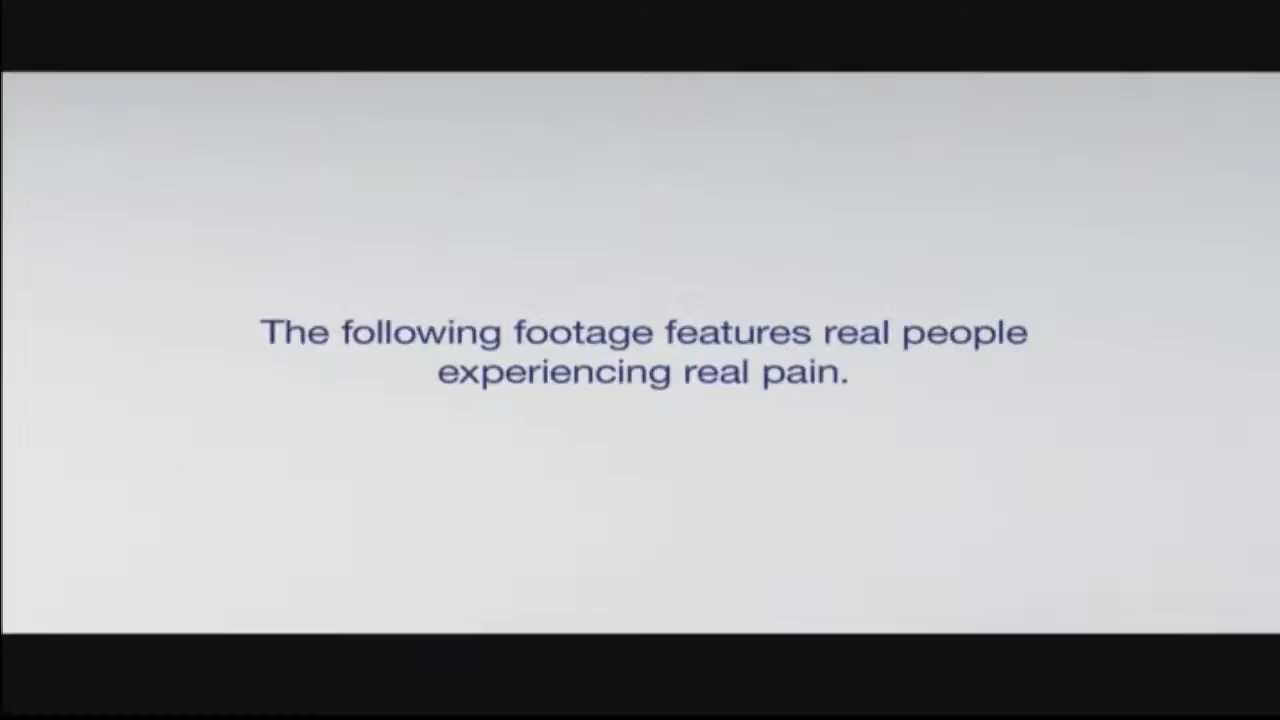 The following footage features real people
experiencing real pain.